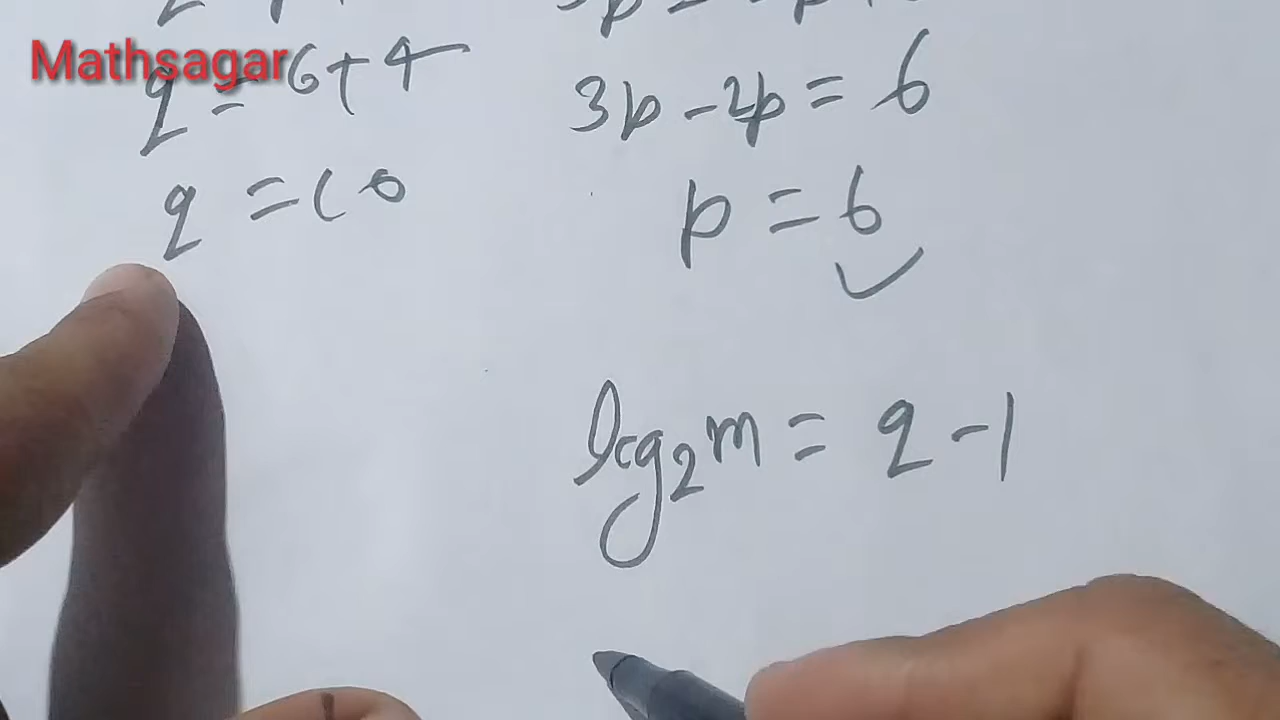 Mathsagar
q = 6+4
q = 10
3p - 2p = 6
p = 6
log₂m = q - 1